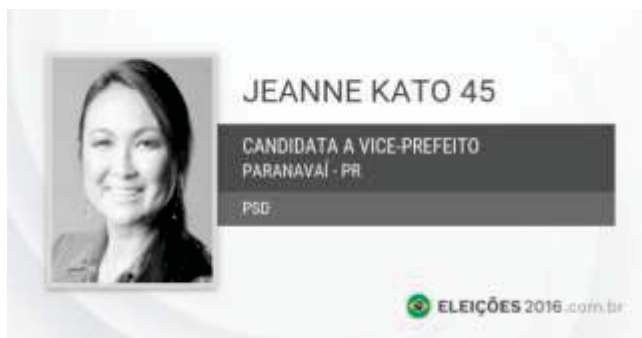 JEANNE KATO 45
CANDIDATA A VICE-PREFEITO
PARANAVAÍ - PR
PSD
ELEIÇÕES 2016.com.br